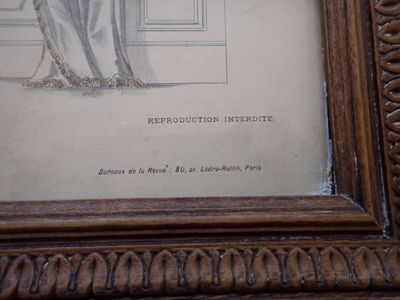 REPRODUCTION INTERDITE
Bureaux de la Revue : 80, av. Ledru-Rollin, Paris